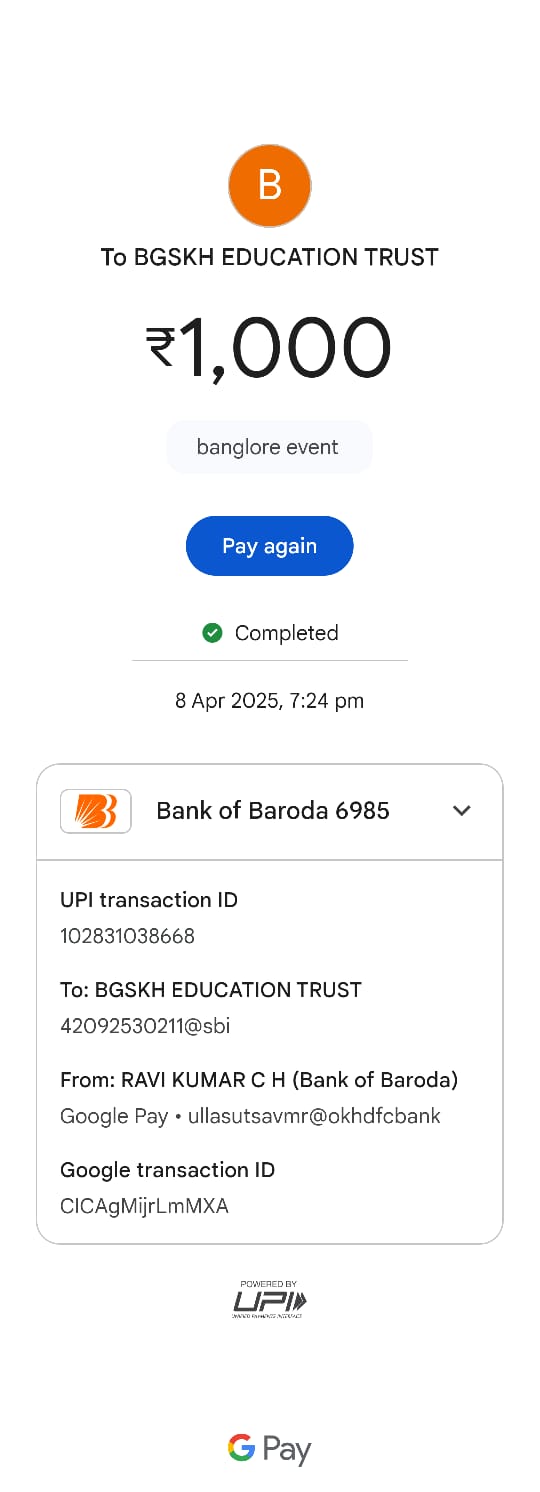 B
To BGSKH EDUCATION TRUST
₹1,000
banglore event
Pay again
Completed
8 Apr 2025, 7:24 pm
Bank of Baroda 6985
UPI transaction ID
102831038668
To: BGSKH EDUCATION TRUST
42092530211@sbi
From: RAVI KUMAR C H (Bank of Baroda)
Google Pay • ullasutsavmr@okhdfcbank
Google transaction ID
CICAgMijrLmMXA
POWERED BY
UPI
UNIFIED PAYMENTS INTERFACE
G Pay